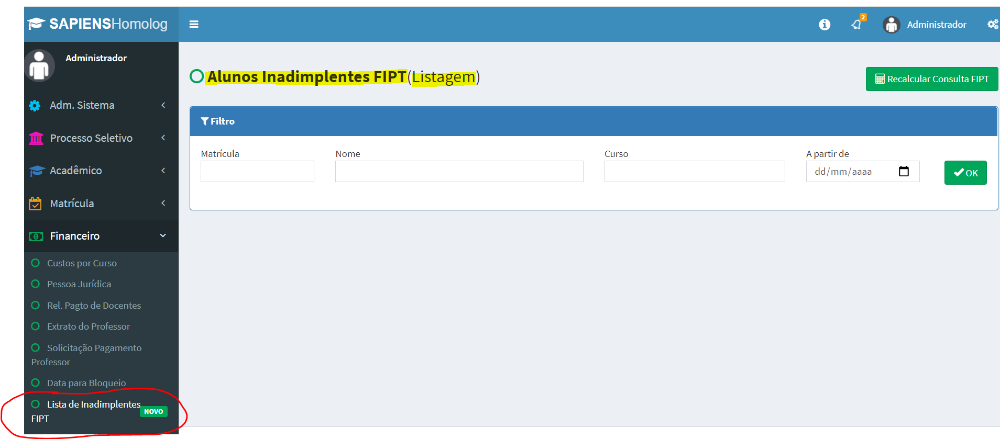 SAPIENSHomolog
2
Administrador
Administrador
Alunos Inadimplentes FIPT(Listagem)
Recalcular Consulta FIPT
Adm. Sistema
Processo Seletivo
Acadêmico
Matrícula
Financeiro
Custos por Curso
Pessoa Jurídica
Rel. Pagto de Docentes
Extrato do Professor
Solicitação Pagamento
Professor
Data para Bloqueio
Lista de Inadimplentes
FIPT
NOVO
Filtro
Matrícula
Nome
Curso
A partir de
dd/mm/aaaa
OK